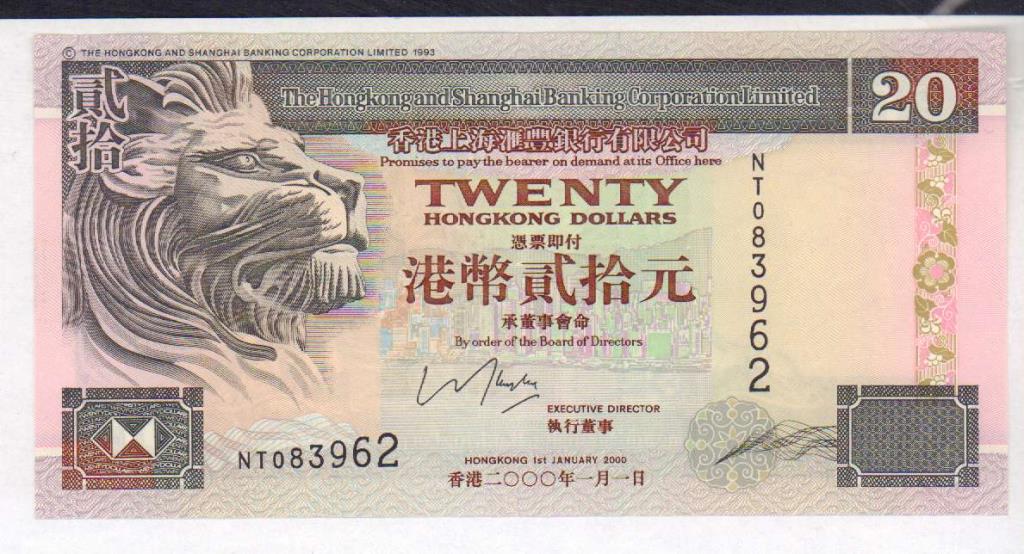 © THE HONGKONG AND SHANGHAI BANKING CORPORATION LIMITED 1993
貳拾
The Hongkong and Shanghai Banking Corporation Limited
20
香港上海滙豐銀行有限公司
Promises to pay the bearer on demand at its Office here
TWENTY
HONGKONG DOLLARS
憑票即付
港幣貳拾元
承董事會命
By order of the Board of Directors
NT083962
EXECUTIVE DIRECTOR
執行董事
NT083962
HONGKONG 1st JANUARY 2000
香港二〇〇〇年一月一日